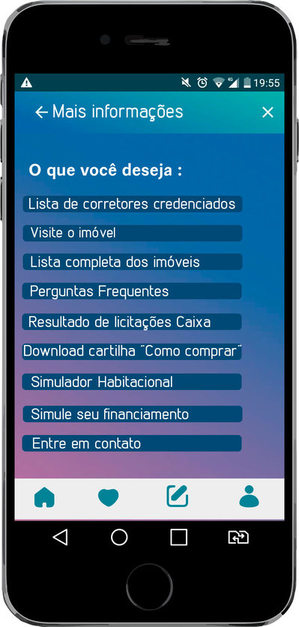 19:55
Mais informações
O que você deseja :
Lista de corretores credenciados
Visite o imóvel
Lista completa dos imóveis
Perguntas Frequentes
Resultado de licitações Caixa
Download cartilha "Como comprar"
Simulador Habitacional
Simule seu financiamento
Entre em contato